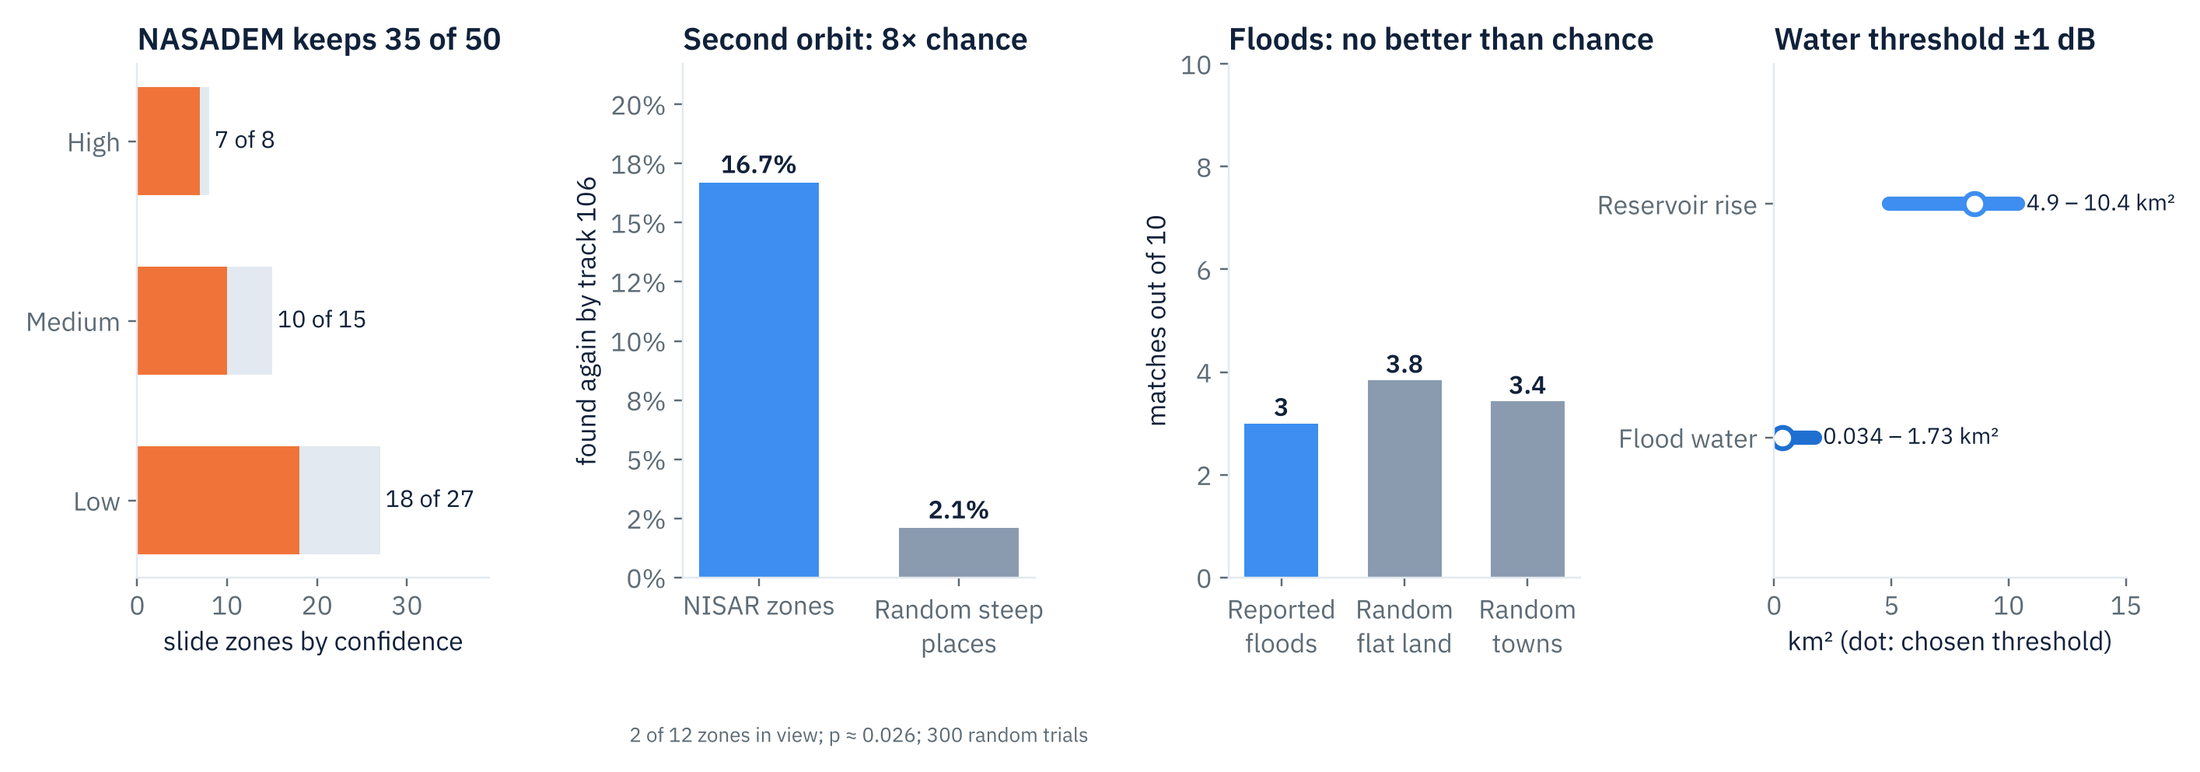 NASADEM keeps 35 of 50
High
7 of 8
Medium
10 of 15
Low
18 of 27
0 10 20 30
slide zones by confidence
Second orbit: 8× chance
found again by track 106
20%
18%
15%
12%
10%
8%
5%
2%
0%
16.7%
2.1%
NISAR zones
Random steep
places
2 of 12 zones in view; p ≈ 0.026; 300 random trials
Floods: no better than chance
matches out of 10
10
8
6
4
2
0
3
3.8
3.4
Reported
floods
Random
flat land
Random
towns
Water threshold ±1 dB
Reservoir rise
4.9 – 10.4 km²
Flood water
0.034 – 1.73 km²
0 5 10 15
km² (dot: chosen threshold)